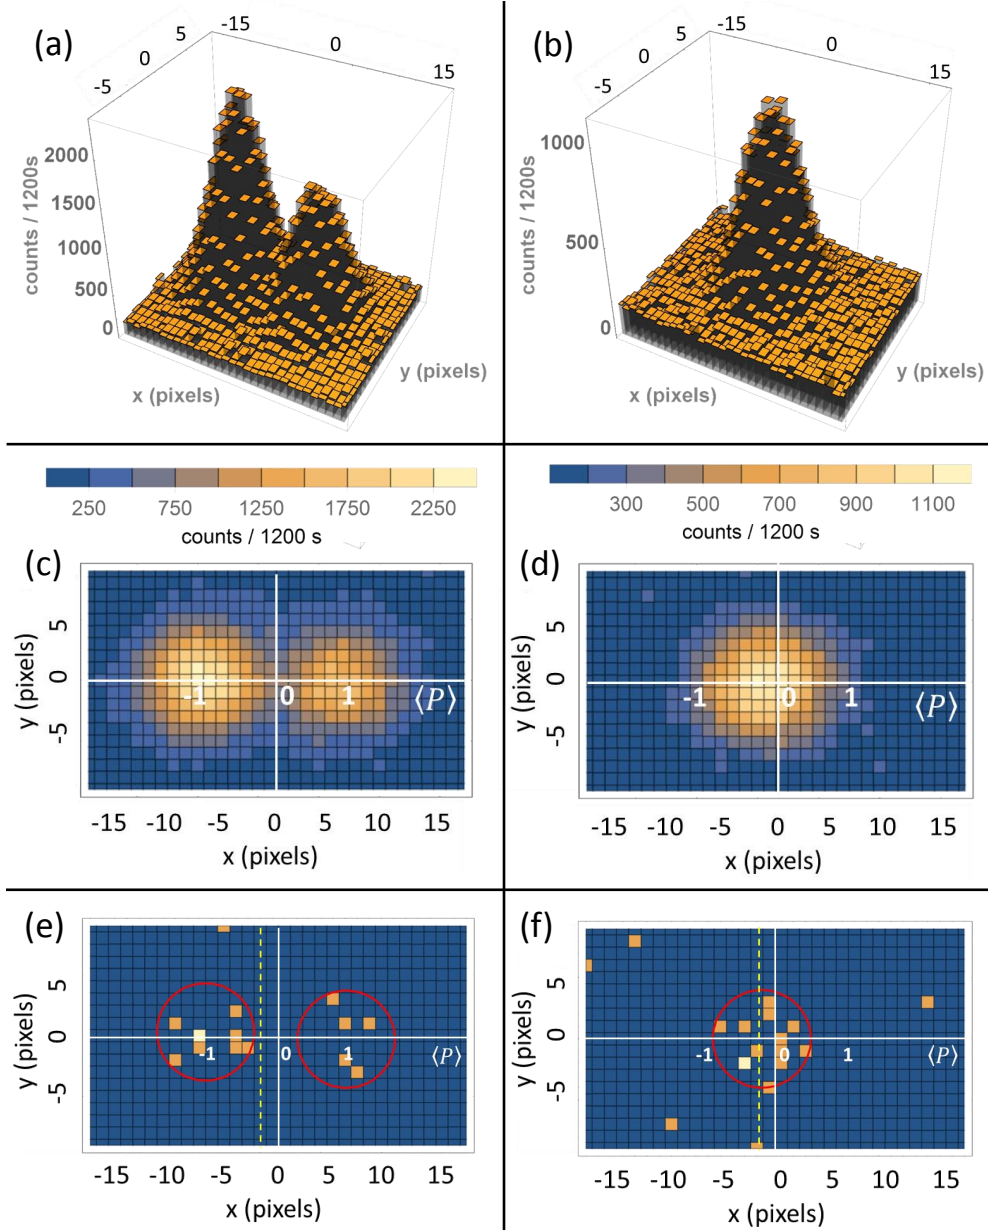 (a)
-15
0
15
5
0
-5
2000
1500
1000
500
0
counts / 1200s
x (pixels)
y (pixels)
(b)
-15
0
15
5
0
-5
1000
500
0
counts / 1200s
x (pixels)
y (pixels)
250 750 1250 1750 2250
counts / 1200 s
(c)
y (pixels)
5
0
-5
-1 0 1 ⟨P⟩
-15 -10 -5 0 5 10 15
x (pixels)
300 500 700 900 1100
counts / 1200 s
(d)
y (pixels)
5
0
-5
-1 0 1 ⟨P⟩
-15 -10 -5 0 5 10 15
x (pixels)
(e)
y (pixels)
5
0
-5
-1 0 1 ⟨P⟩
-15 -10 -5 0 5 10 15
x (pixels)
(f)
y (pixels)
5
0
-5
-1 0 1 ⟨P⟩
-15 -10 -5 0 5 10 15
x (pixels)